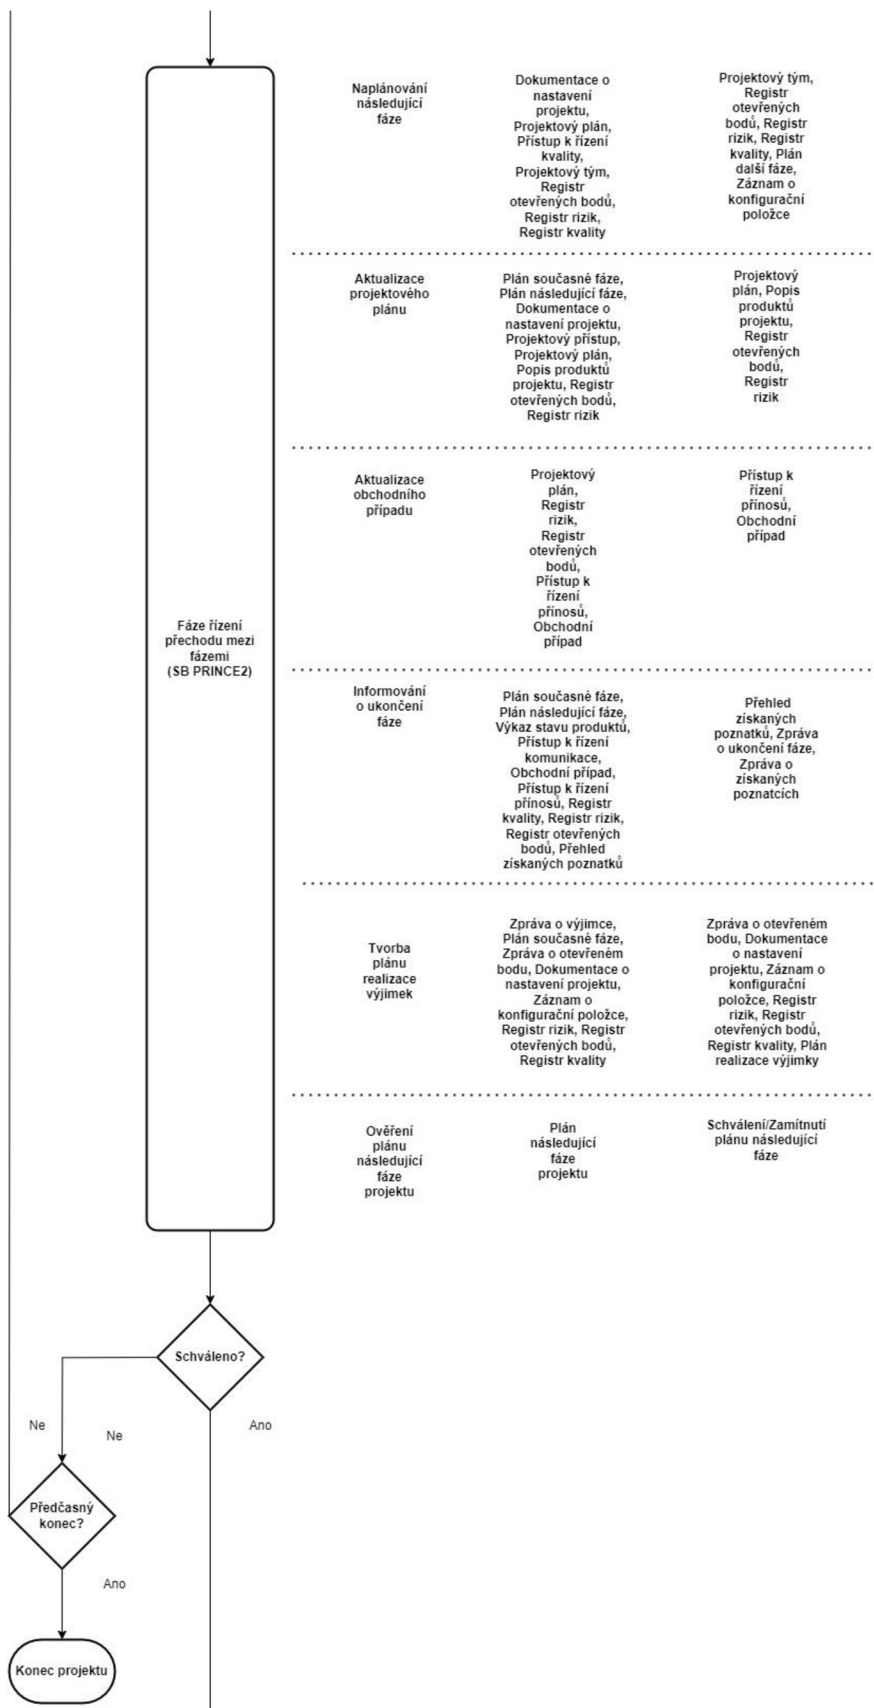 Naplánování
následující
fáze
Dokumentace o
nastavení
projektu,
Projektový plán,
Přístup k řízení
kvality,
Projektový tým,
Registr
otevřených bodů,
Registr rizik,
Registr kvality
Projektový tým,
Registr
otevřených
bodů, Registr
rizik, Registr
kvality, Plán
další fáze,
Záznam o
konfigurační
položce
Aktualizace
projektového
plánu
Plán současné fáze,
Plán následující fáze,
Dokumentace o
nastavení projektu,
Projektový přístup,
Projektový plán,
Popis produktů
projektu, Registr
otevřených bodů,
Registr rizik
Projektový
plán, Popis
produktů
projektu,
Registr
otevřených
bodů,
Registr
rizik
Aktualizace
obchodního
případu
Projektový
plán,
Registr
rizik,
Registr
otevřených
bodů,
Přístup k
řízení
přínosů,
Obchodní
případ
Přístup k
řízení
přínosů,
Obchodní
případ
Fáze řízení
přechodu mezi
fázemi
(SB PRINCE2)
Informování
o ukončení
fáze
Plán současné fáze,
Plán následující fáze,
Výkaz stavu produktů,
Přístup k řízení
komunikace,
Obchodní případ,
Přístup k řízení
přínosů, Registr
kvality, Registr rizik,
Registr otevřených
bodů, Přehled
získaných poznatků
Přehled
získaných
poznatků, Zpráva
o ukončení fáze,
Zpráva o
získaných
poznatcích
Tvorba
plánu
realizace
výjimek
Zpráva o výjimce,
Plán současné fáze,
Zpráva o otevřeném
bodu, Dokumentace o
nastavení projektu,
Záznam o
konfigurační položce,
Registr rizik, Registr
otevřených bodů,
Registr kvality
Zpráva o otevřeném
bodu, Dokumentace
o nastavení
projektu, Záznam o
konfigurační
položce, Registr
rizik, Registr
otevřených bodů,
Registr kvality, Plán
realizace výjimky
Ověření
plánu
následující
fáze
projektu
Plán
následující
fáze
projektu
Schválení/Zamítnutí
plánu následující
fáze
Schváleno?
Ne
Ne
Ano
Předčasný
konec?
Ano
Konec projektu